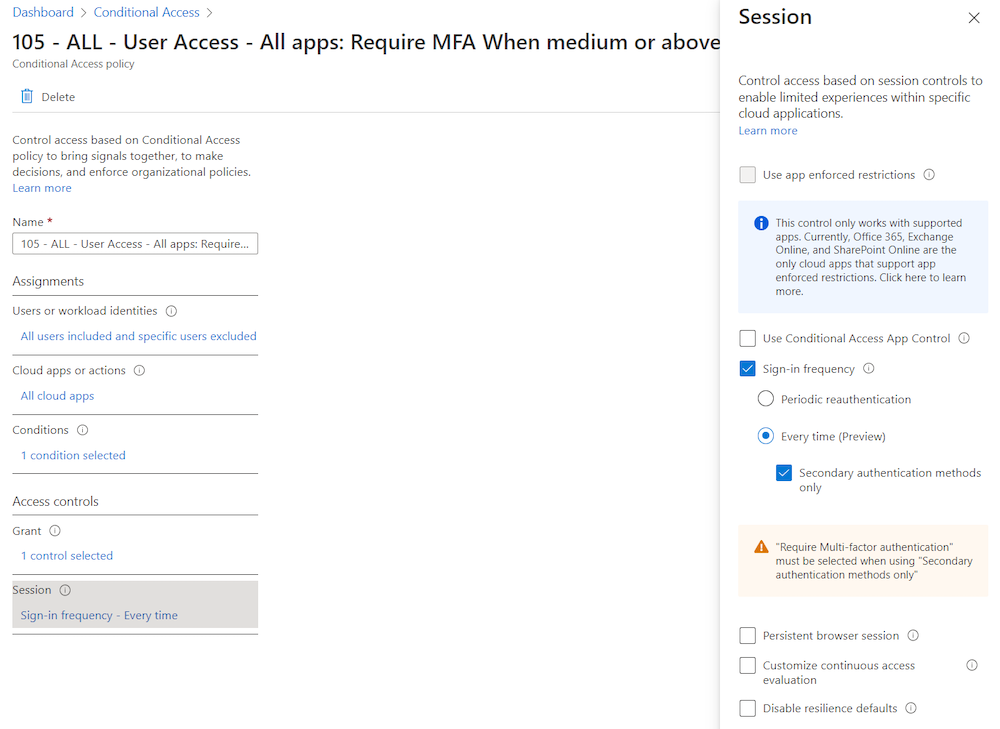 Dashboard > Conditional Access >
105 - ALL - User Access - All apps: Require MFA When medium or above
Conditional Access policy
Delete
Control access based on Conditional Access
policy to bring signals together, to make
decisions, and enforce organizational policies.
Learn more
Name *
105 - ALL - User Access - All apps: Require...
Assignments
Users or workload identities
All users included and specific users excluded
Cloud apps or actions
All cloud apps
Conditions
1 condition selected
Access controls
Grant
1 control selected
Session
Sign-in frequency - Every time
Session
Control access based on session controls to
enable limited experiences within specific
cloud applications.
Learn more
Use app enforced restrictions
This control only works with supported
apps. Currently, Office 365, Exchange
Online, and SharePoint Online are the
only cloud apps that support app
enforced restrictions. Click here to learn
more.
Use Conditional Access App Control
Sign-in frequency
Periodic reauthentication
Every time (Preview)
Secondary authentication methods
only
"Require Multi-factor authentication"
must be selected when using "Secondary
authentication methods only"
Persistent browser session
Customize continuous access
evaluation
Disable resilience defaults